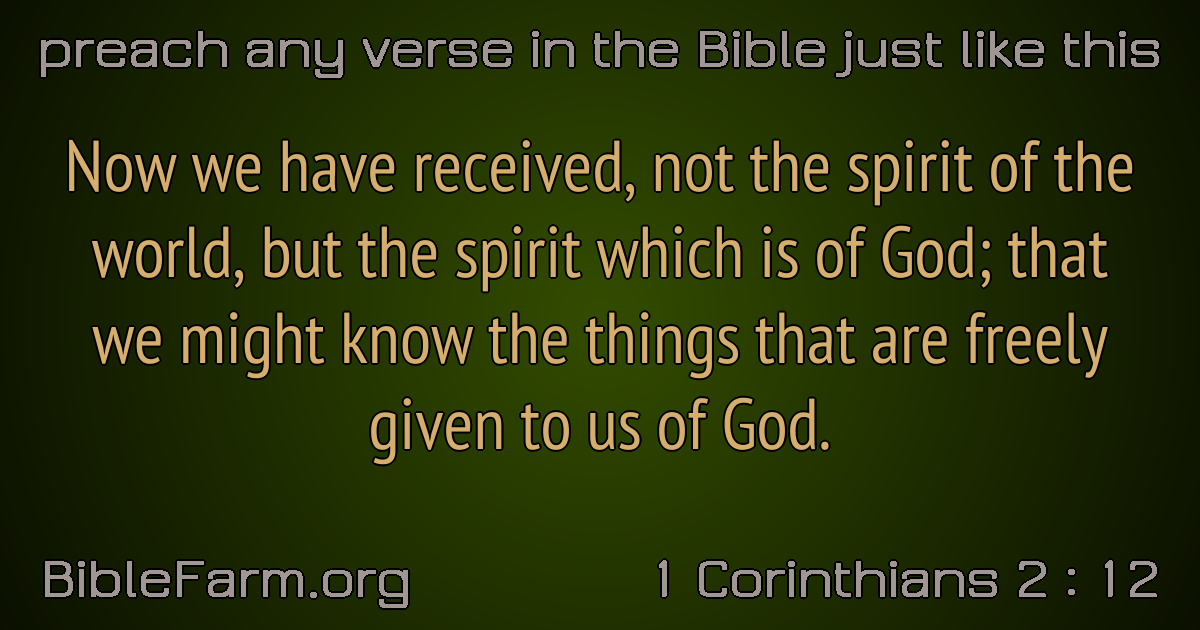 preach any verse in the Bible just like this
Now we have received, not the spirit of the
world, but the spirit which is of God; that
we might know the things that are freely
given to us of God.
BibleFarm.org
1 Corinthians 2 : 12